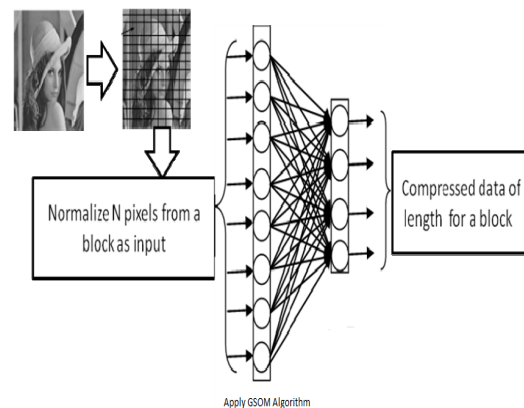 Normalize N pixels from a
block as input
Compressed data of
length for a block
Apply GSOM Algorithm